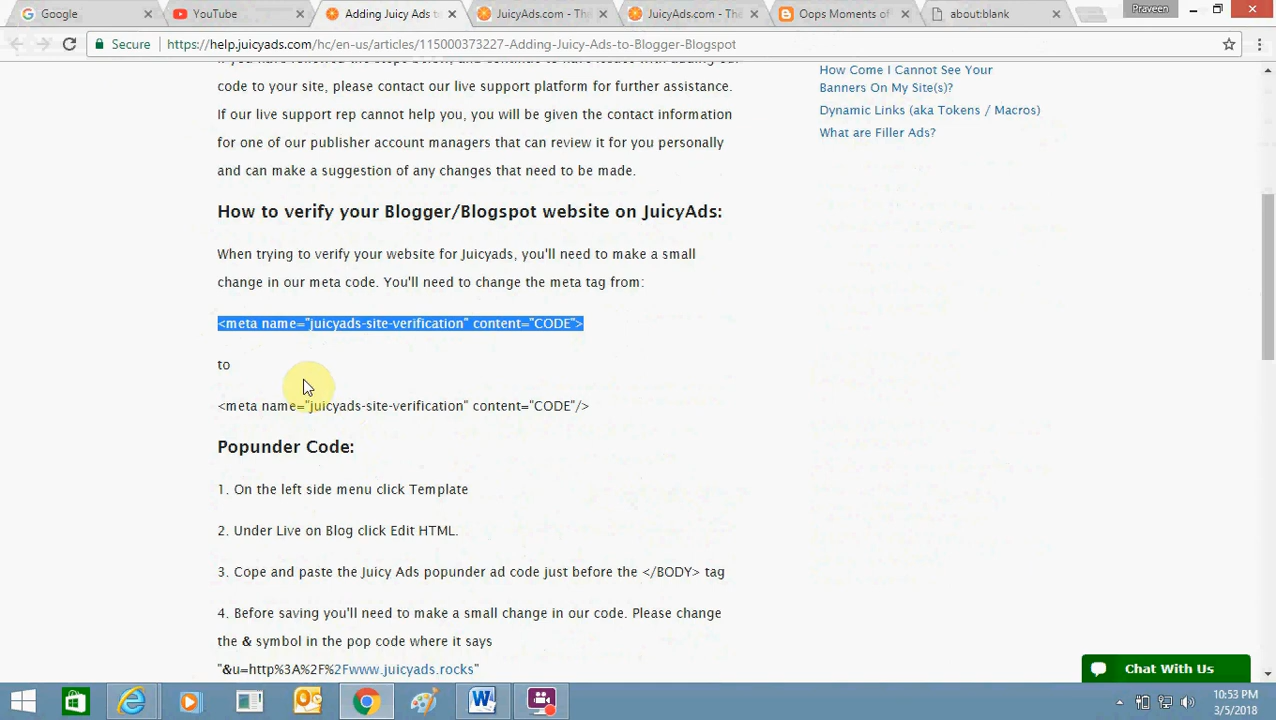 Google
YouTube
Adding Juicy Ads to
JuicyAds.com - The
JuicyAds.com - The
Oops Moments of
about:blank
Praveen
Secure
https://help.juicyads.com/hc/en-us/articles/115000373227-Adding-Juicy-Ads-to-Blogger-Blogspot
code to your site, please contact our live support platform for further assistance.
If our live support rep cannot help you, you will be given the contact information
for one of our publisher account managers that can review it for you personally
and can make a suggestion of any changes that need to be made.
How to verify your Blogger/Blogspot website on JuicyAds:
When trying to verify your website for Juicyads, you'll need to make a small
change in our meta code. You'll need to change the meta tag from:
<meta name="juicyads-site-verification" content="CODE">
to
<meta name="juicyads-site-verification" content="CODE"/>
Popunder Code:
1. On the left side menu click Template
2. Under Live on Blog click Edit HTML.
3. Cope and paste the Juicy Ads popunder ad code just before the </BODY> tag
4. Before saving you'll need to make a small change in our code. Please change
the & symbol in the pop code where it says
"&u=http%3A%2F%2Fwww.juicyads.rocks"
How Come I Cannot See Your
Banners On My Site(s)?
Dynamic Links (aka Tokens / Macros)
What are Filler Ads?
Chat With Us
10:53 PM
3/5/2018